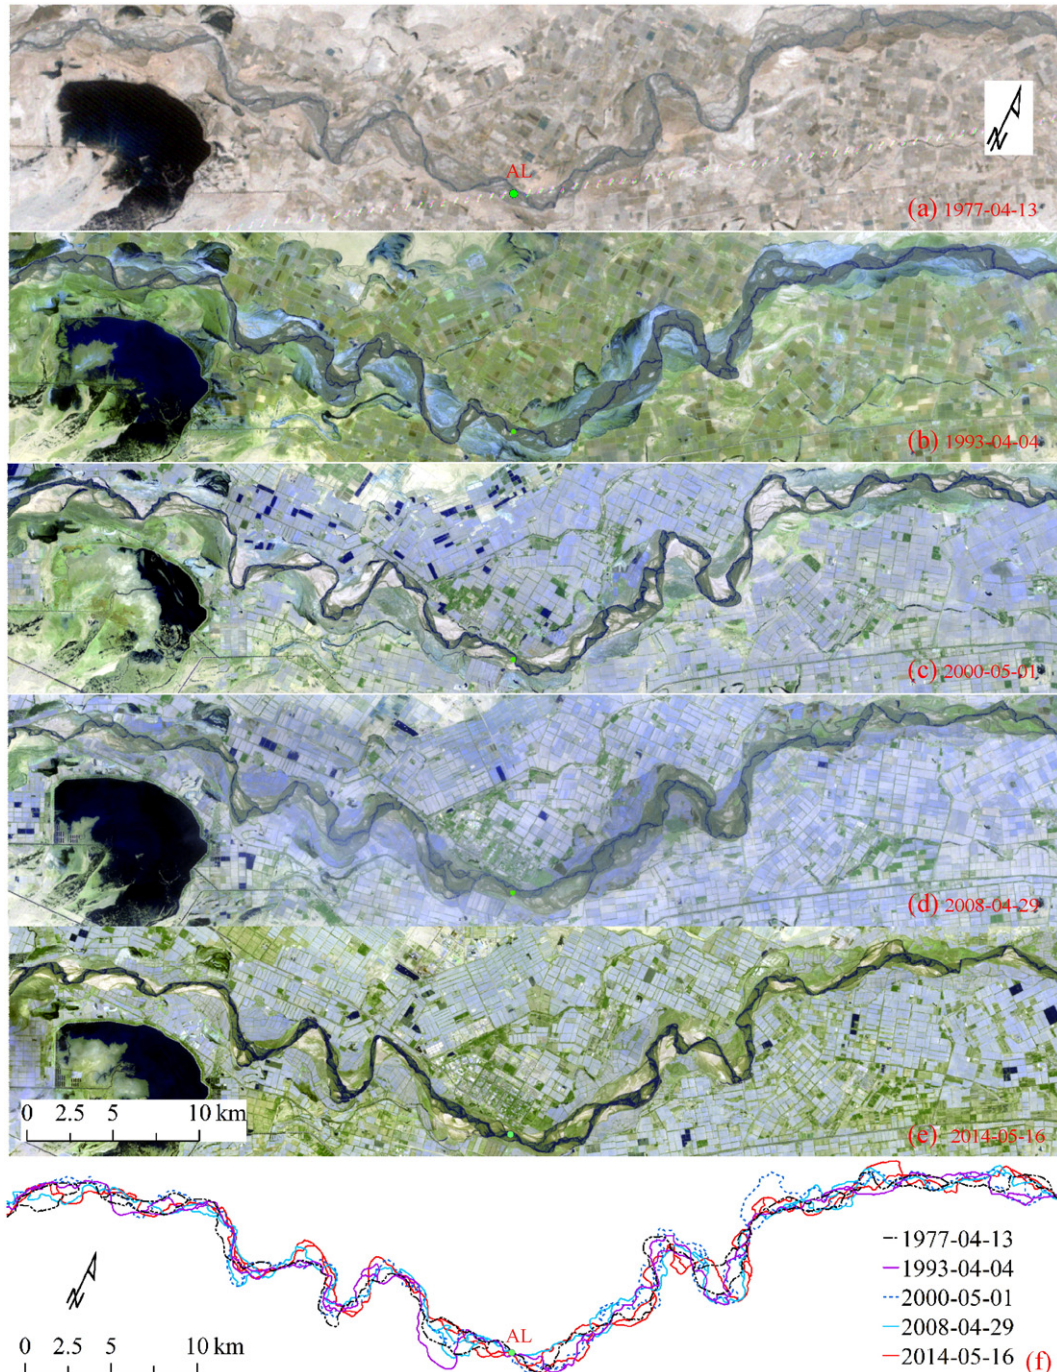 N
AL
(a) 1977-04-13
(b) 1993-04-04
(c) 2000-05-01
(d) 2008-04-29
0 2.5 5 10 km
(e) 2014-05-16
N
AL
1977-04-13
1993-04-04
2000-05-01
2008-04-29
2014-05-16
0 2.5 5 10 km
(f)